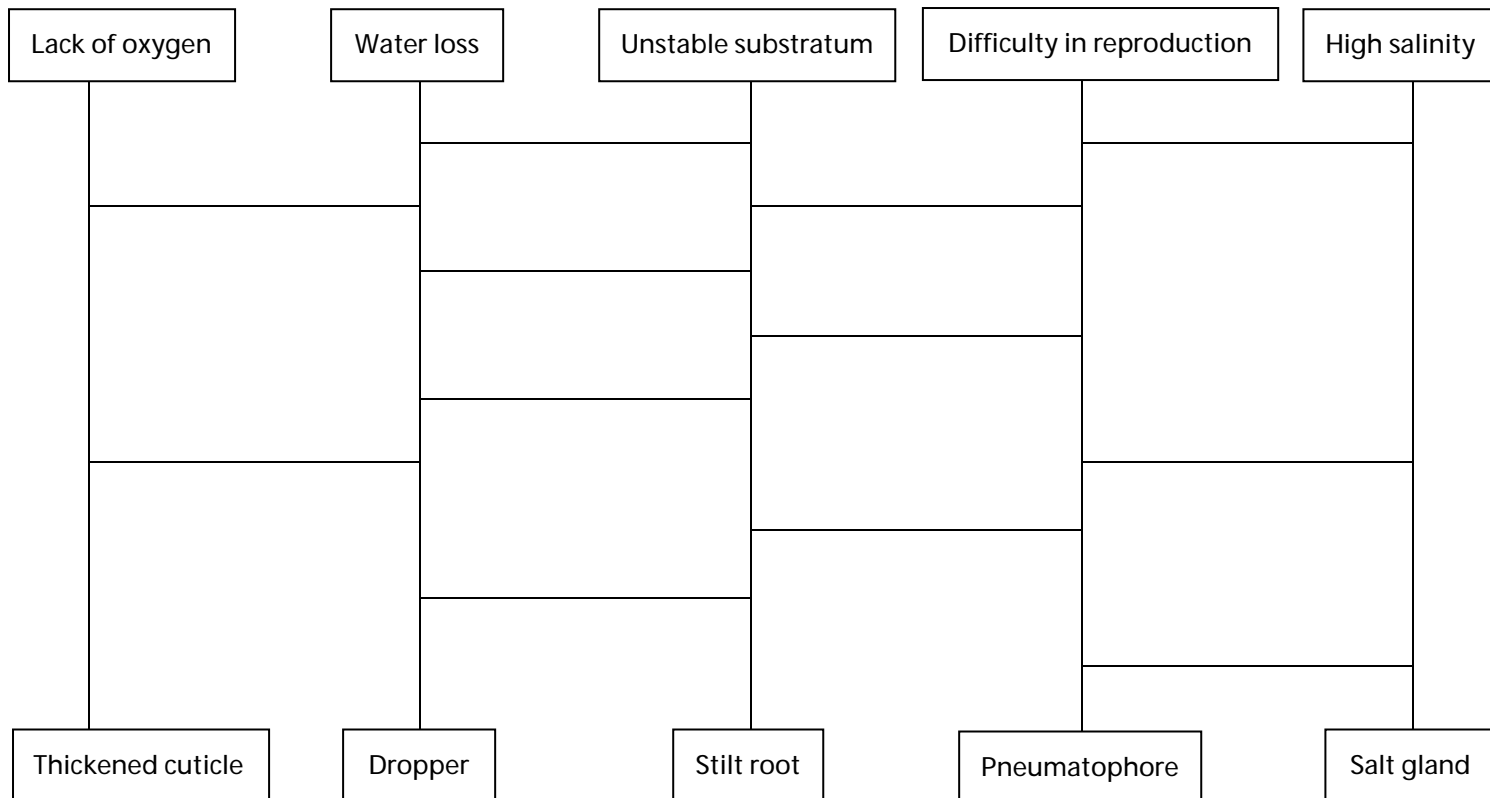 Lack of oxygen
Water loss
Unstable substratum
Difficulty in reproduction
High salinity
Thickened cuticle
Dropper
Stilt root
Pneumatophore
Salt gland